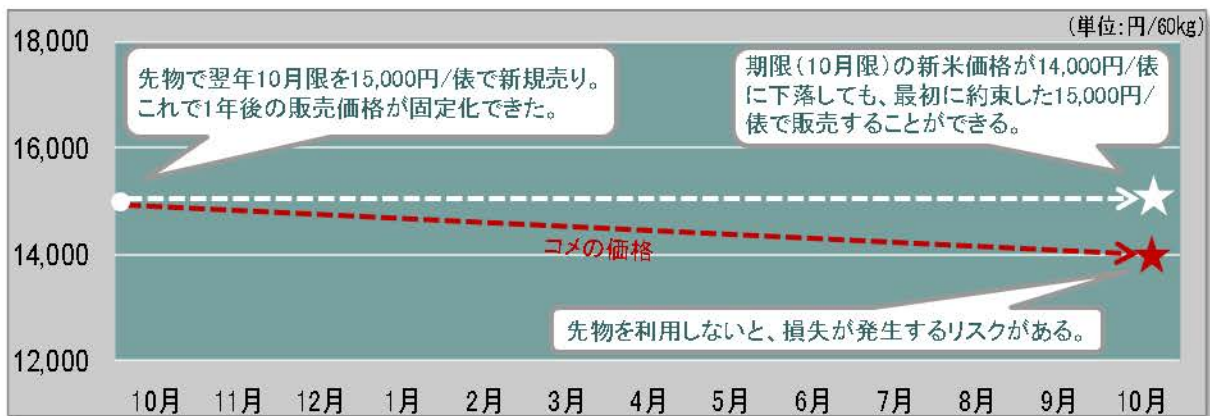 (単位:円/60kg)
18,000
先物で翌年10月限を15,000円/俵で新規売り。
これで1年後の販売価格が固定化できた。
期限(10月限)の新米価格が14,000円/俵
に下落しても、最初に約束した15,000円/
俵で販売することができる。
16,000
コメの価格
14,000
先物を利用しないと、損失が発生するリスクがある。
12,000
10月 11月 12月 1月 2月 3月 4月 5月 6月 7月 8月 9月 10月